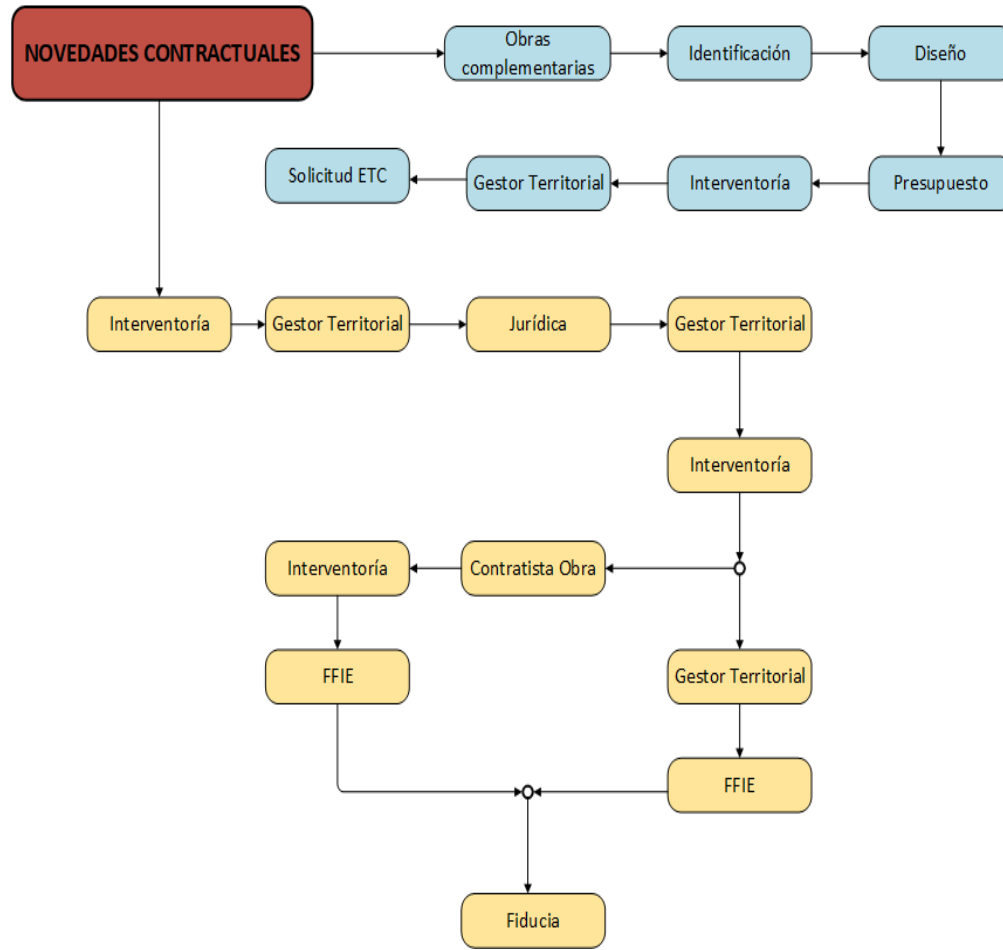 NOVEDADES CONTRACTUALES
Obras
complementarias
Identificación
Diseño
Solicitud ETC
Gestor Territorial
Interventoría
Presupuesto
Interventoría
Gestor Territorial
Jurídica
Gestor Territorial
Interventoría
Interventoría
Contratista Obra
FFIE
Gestor Territorial
FFIE
Fiducia